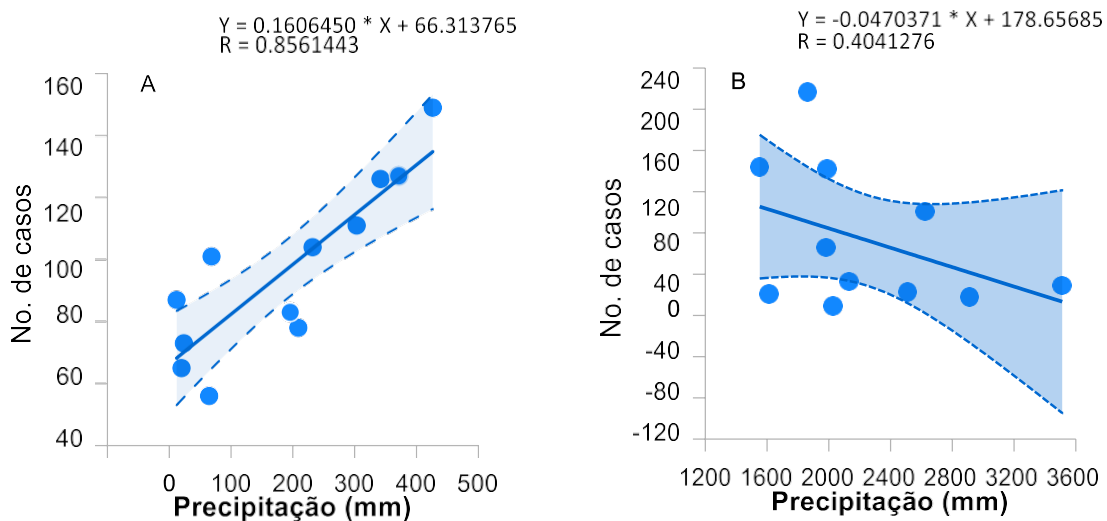 Y = 0.1606450 * X + 66.313765
R = 0.8561443
A
160
140
120
100
80
60
40
No. de casos
0 100 200 300 400 500
Precipitação (mm)
Y = -0.0470371 * X + 178.65685
R = 0.4041276
B
240
200
160
120
80
40
0
-40
-80
-120
No. de casos
1200 1600 2000 2400 2800 3200 3600
Precipitação (mm)